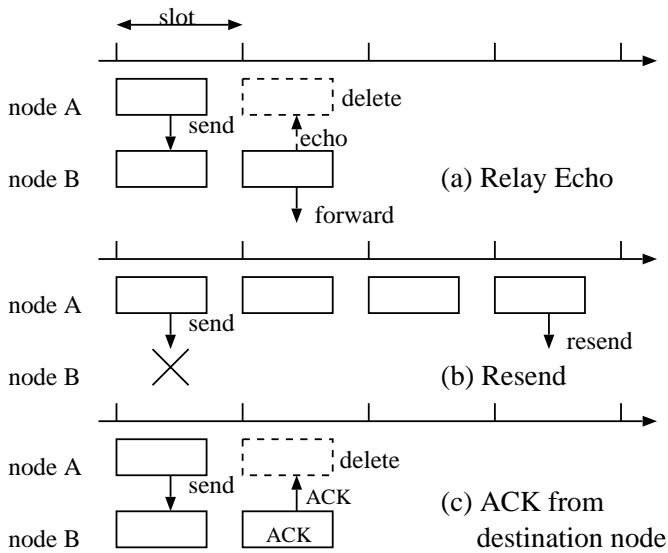 slot
node A
delete
send
echo
node B
(a) Relay Echo
forward
node A
send
resend
node B
(b) Resend
node A
delete
send
ACK
(c) ACK from
node B
ACK
destination node